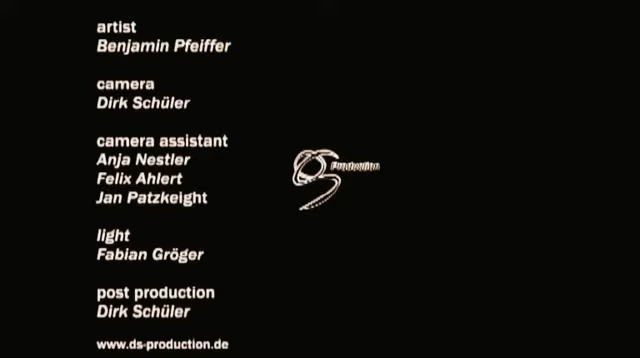 artist
Benjamin Pfeiffer
camera
Dirk Schüler
camera assistant
Anja Nestler
Felix Ahlert
Jan Patzkeight
light
Fabian Gröger
post production
Dirk Schüler
www.ds-production.de
DS